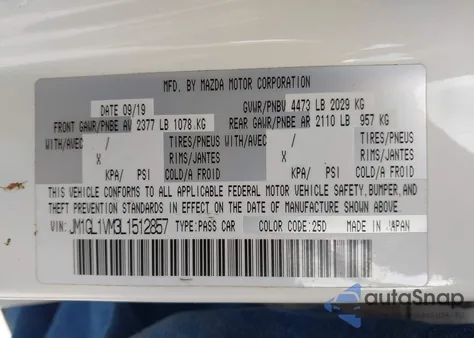 MFD. BY MAZDA MOTOR CORPORATION
DATE 09/19 GVWR/PNBV 4473 LB 2029 KG
FRONT GAWR/PNBE AV 2377 LB 1078 KG REAR GAWR/PNBE AR 2110 LB 957 KG
WITH/AVEC / TIRES/PNEUS WITH/AVEC / TIRES/PNEUS
X RIMS/JANTES X RIMS/JANTES
KPA/ PSI COLD/A FROID KPA/ PSI COLD/A FROID
THIS VEHICLE CONFORMS TO ALL APPLICABLE FEDERAL MOTOR VEHICLE SAFETY, BUMPER, AND
THEFT PREVENTION STANDARDS IN EFFECT ON THE DATE OF MANUFACTURE SHOWN ABOVE.
VIN: JM1GL1VM3L1512857 TYPE:PASS CAR COLOR CODE:25D MADE IN JAPAN
autoSnap